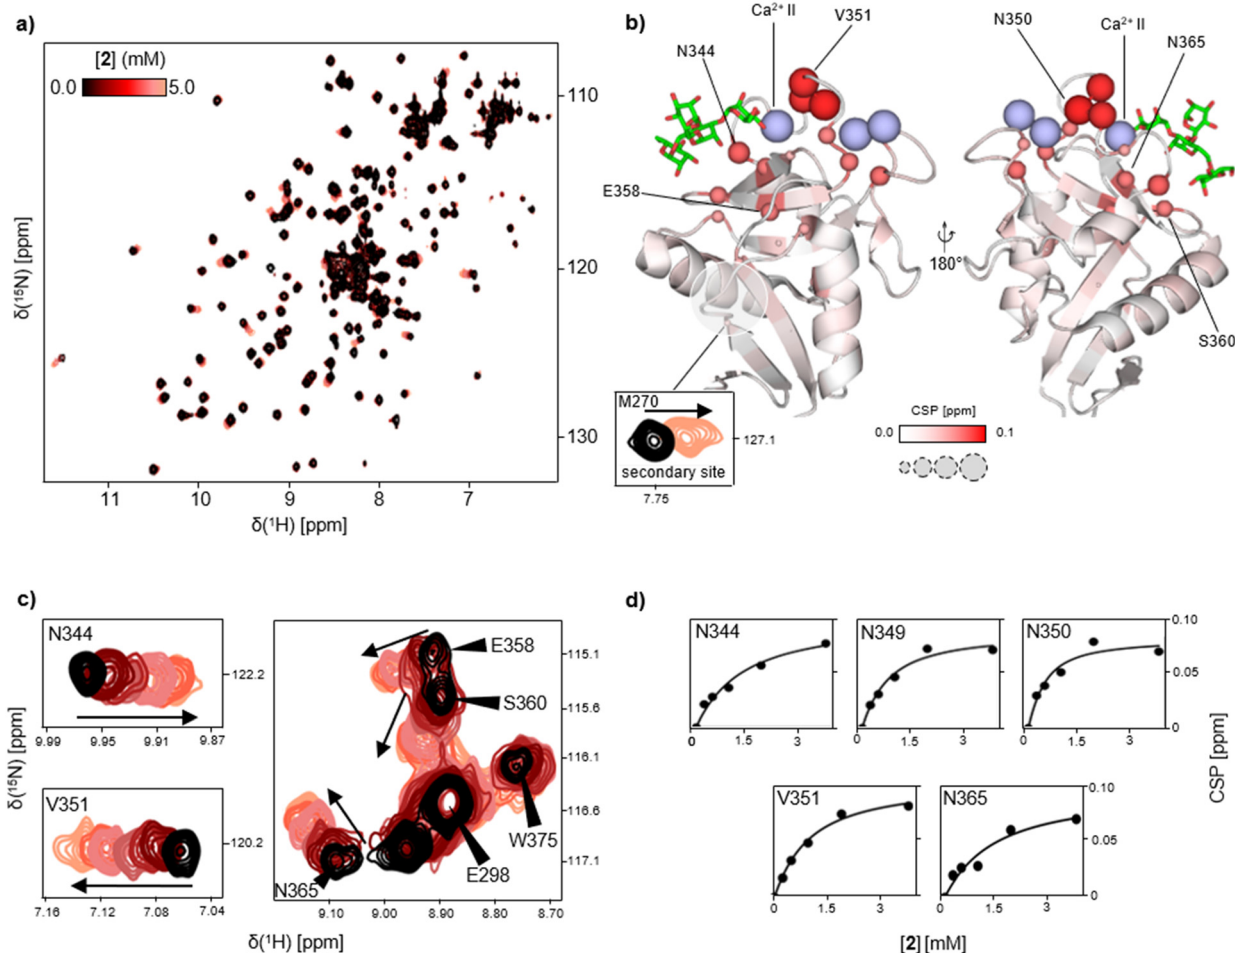 a)
[2] (mM)
0.0
5.0
110
120
130
δ(¹⁵N) [ppm]
11
10
9
8
7
δ(¹H) [ppm]
b)
Ca²⁺ II
V351
N344
E358
N350
Ca²⁺ II
N365
180°
S360
M270
127.1
secondary site
7.75
CSP [ppm]
0.0
0.1
c)
N344
122.2
9.99
9.95
9.91
9.87
V351
120.2
7.16
7.12
7.08
7.04
δ(¹⁵N) [ppm]
E358
S360
W375
E298
N365
115.1
115.6
116.1
116.6
117.1
9.10
9.00
8.90
8.80
8.70
δ(¹H) [ppm]
d)
N344
0
1.5
3
N349
0
1.5
3
N350
0.10
0.05
0
0
1.5
3
V351
0
1.5
3
N365
0.10
0.05
0
0
1.5
3
CSP [ppm]
[2] [mM]